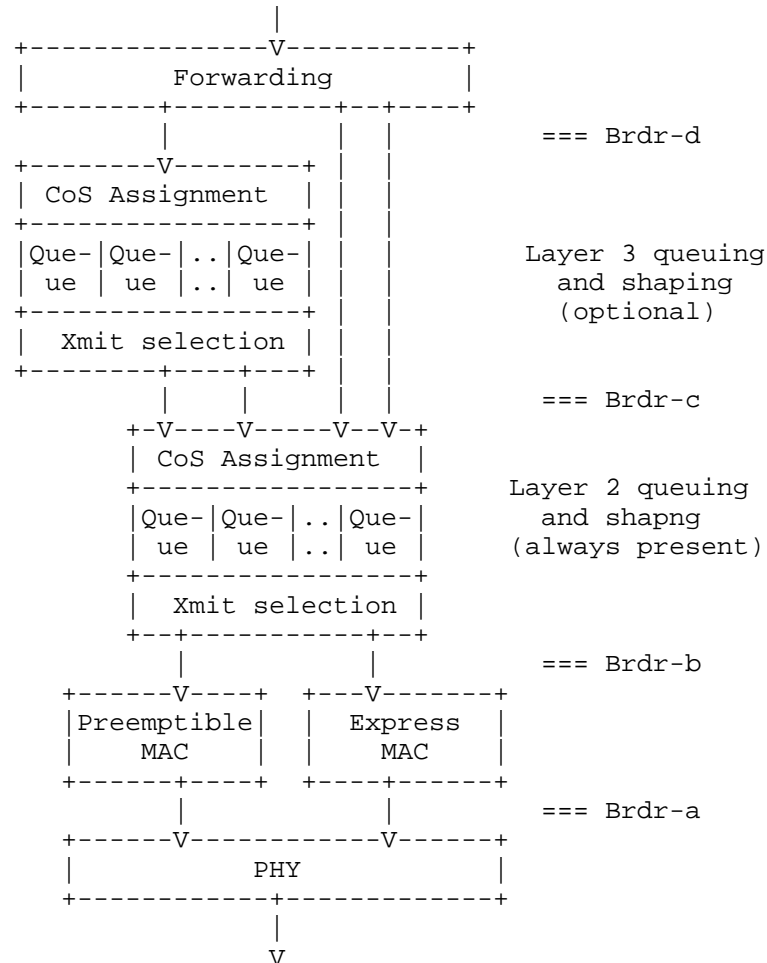 Forwarding
=== Brdr-d
CoS Assignment
Que- Que- .. Que- Layer 3 queuing
ue ue .. ue and shaping
(optional)
Xmit selection
=== Brdr-c
CoS Assignment
Layer 2 queuing
Que- Que- .. Que- and shapng
ue ue .. ue (always present)
Xmit selection
=== Brdr-b
Preemptible Express
MAC MAC
=== Brdr-a
PHY